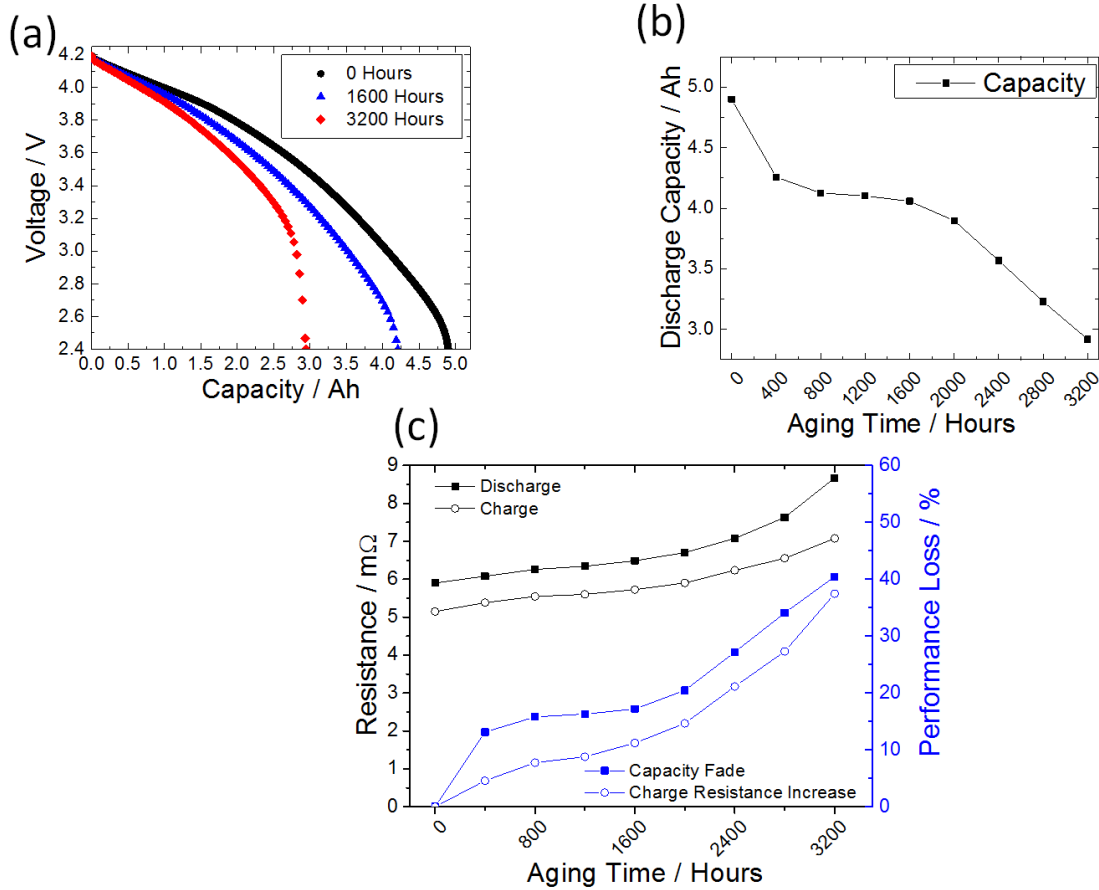 (a)
4.2
4.0
3.8
3.6
3.4
3.2
3.0
2.8
2.6
2.4
Voltage / V
0 Hours
1600 Hours
3200 Hours
0.0 0.5 1.0 1.5 2.0 2.5 3.0 3.5 4.0 4.5 5.0
Capacity / Ah
(b)
5.0
4.5
4.0
3.5
3.0
Discharge Capacity / Ah
Capacity
0 400 800 1200 1600 2000 2400 2800 3200
Aging Time / Hours
(c)
9
8
7
6
5
4
3
2
1
0
Resistance / mΩ
Discharge
Charge
Capacity Fade
Charge Resistance Increase
60
50
40
30
20
10
0
Performance Loss / %
0 800 1600 2400 3200
Aging Time / Hours